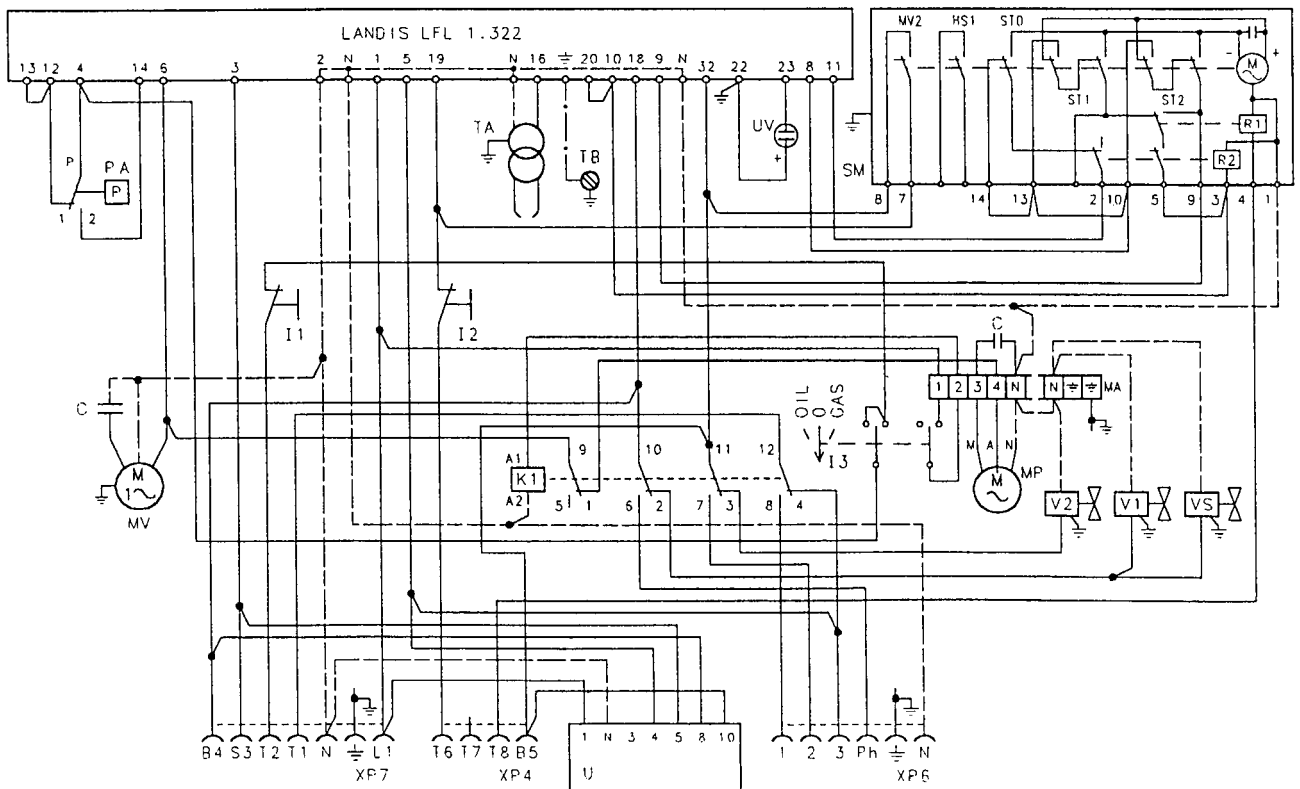 LANDIS LFL 1.322
13 12 4 14 6 3 2 N 1 5 19 N 16 20 10 18 9 N 32 22 23 8 11
MV2 HS1 ST0
- +
M
ST1 ST2
R1
R2
SM
8 7 14 13 2 10 5 9 3 4 1
TA
TB
UV
+
P
PA
P
1 2
I1
I2
C
1 2 3 4 N N MA
OIL
O
GAS
I3
M A N
M
MP
C
M
1
MV
A1
K1
A2
9 10 11 12
5 1 6 2 7 3 8 4
V2 V1 VS
B4 S3 T2 T1 N L1 T6 T7 T8 B5
1 N 3 4 5 8 10
1 2 3 Ph N
XP7 XP4 U XP6